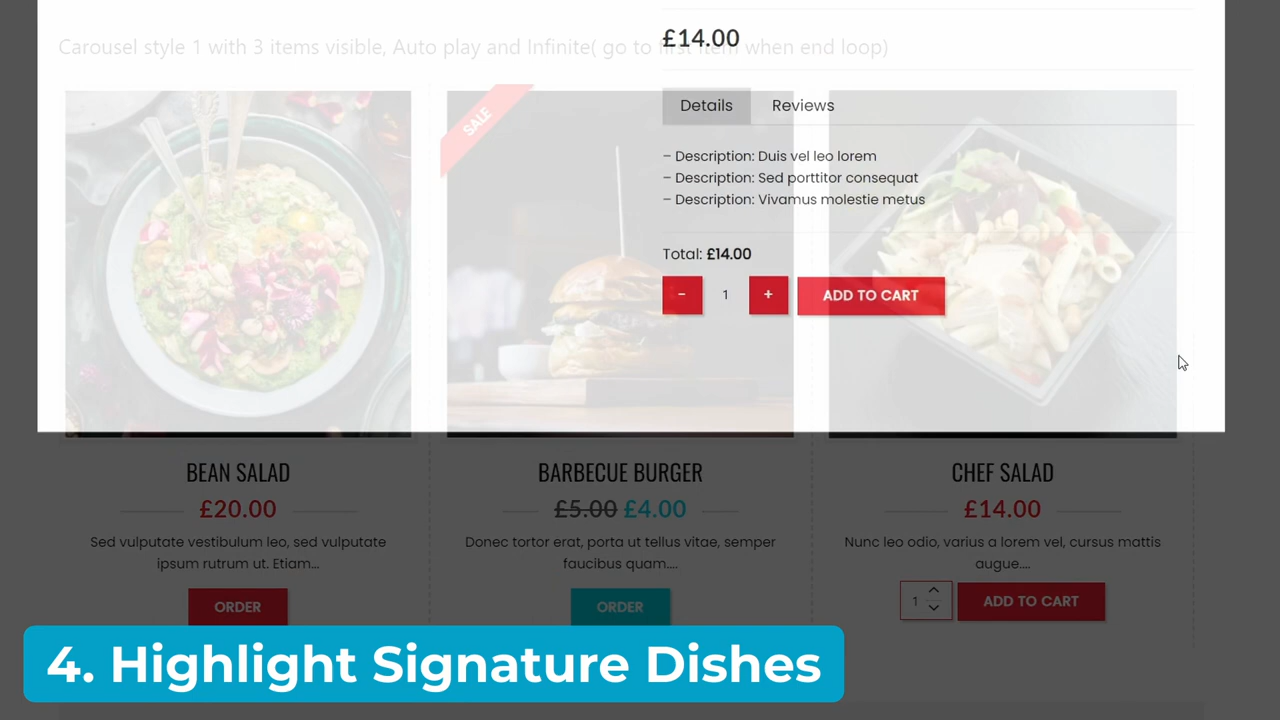 £14.00
Carousel style 1 with 3 items visible, Auto play and Infinite( go to first item when end loop)
SALE
Details
Reviews
– Description: Duis vel leo lorem
– Description: Sed porttitor consequat
– Description: Vivamus molestie metus
Total: £14.00
-
1
+
ADD TO CART
BEAN SALAD
£20.00
Sed vulputate vestibulum leo, sed vulputate
ipsum rutrum ut. Etiam...
ORDER
BARBECUE BURGER
£5.00 £4.00
Donec tortor erat, porta ut tellus vitae, semper
faucibus quam....
ORDER
CHEF SALAD
£14.00
Nunc leo odio, varius a lorem vel, cursus mattis
augue....
1
ADD TO CART
4. Highlight Signature Dishes